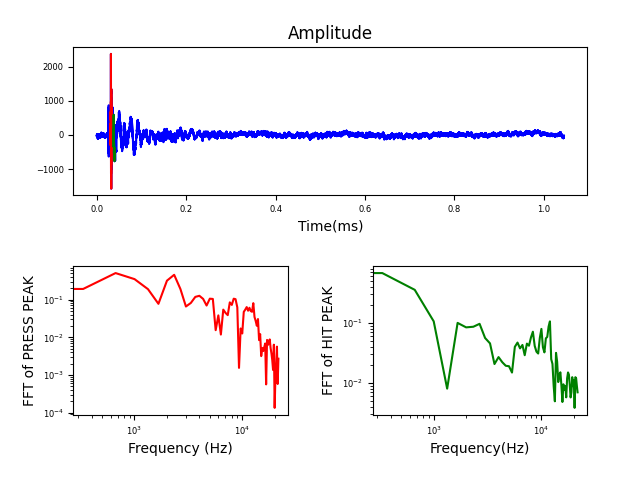 Amplitude
2000
1000
0
−1000
0.0 0.2 0.4 0.6 0.8 1.0
Time(ms)
FFT of PRESS PEAK
10⁻¹
10⁻²
10⁻³
10⁻⁴
10³ 10⁴
Frequency (Hz)
FFT of HIT PEAK
10⁻¹
10⁻²
10³ 10⁴
Frequency(Hz)